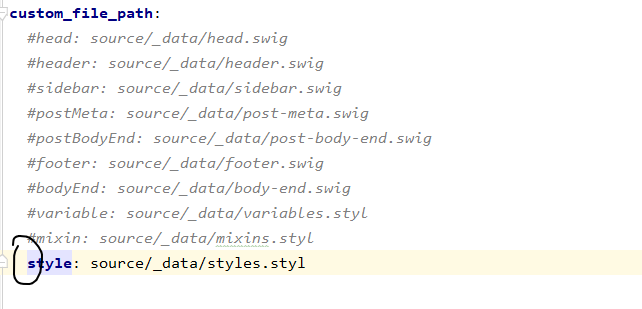 custom_file_path:
#head: source/_data/head.swig
#header: source/_data/header.swig
#sidebar: source/_data/sidebar.swig
#postMeta: source/_data/post-meta.swig
#postBodyEnd: source/_data/post-body-end.swig
#footer: source/_data/footer.swig
#bodyEnd: source/_data/body-end.swig
#variable: source/_data/variables.styl
#mixin: source/_data/mixins.styl
style: source/_data/styles.styl